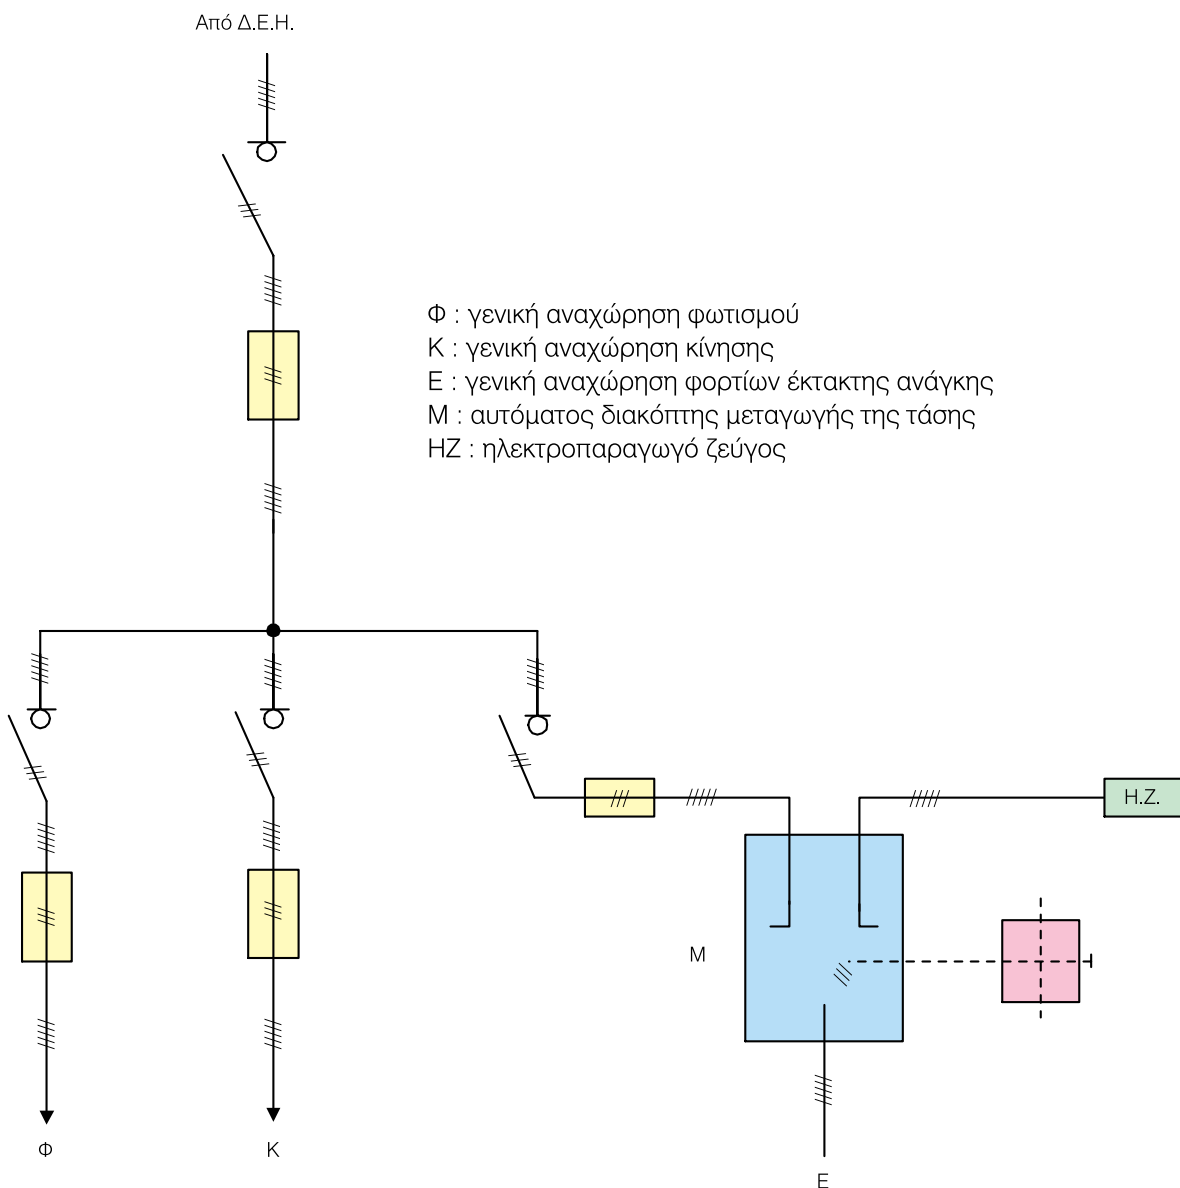 Από Δ.Ε.Η.
Φ : γενική αναχώρηση φωτισμού
Κ : γενική αναχώρηση κίνησης
Ε : γενική αναχώρηση φορτίων έκτακτης ανάγκης
Μ : αυτόματος διακόπτης μεταγωγής της τάσης
ΗΖ : ηλεκτροπαραγωγό ζεύγος
Η.Ζ.
Μ
Φ
Κ
Ε